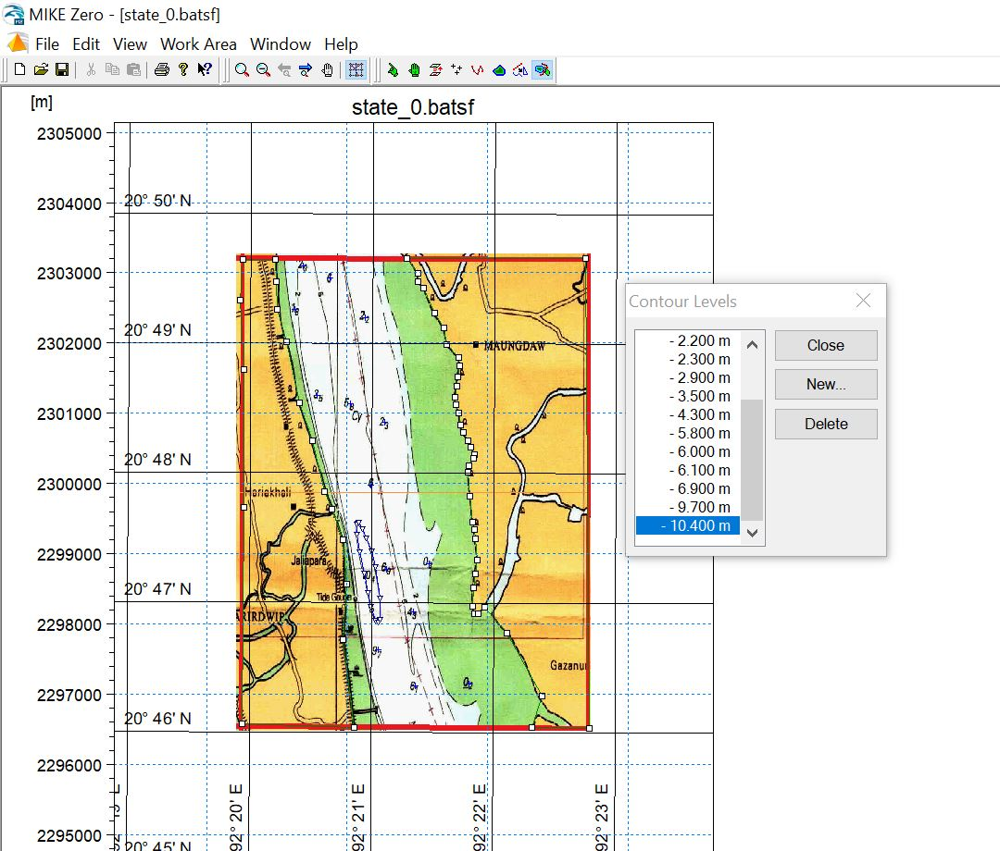 MIKE Zero - [state_0.batsf]
File Edit View Work Area Window Help
[m]
state_0.batsf
2305000
2304000
20° 50' N
2303000
20° 49' N
2302000
MAUNGDAW
2301000
Cy
20° 48' N
2300000
Hariakhali
2299000
Jaliapara
20° 47' N
Tide Gauge
ARIRDWIP
2298000
Gazanu
2297000
20° 46' N
2296000
2295000
20° 45' N
92° 20' E
92° 21' E
92° 22' E
92° 23' E
Contour Levels
- 2.200 m
- 2.300 m
- 2.900 m
- 3.500 m
- 4.300 m
- 5.800 m
- 6.000 m
- 6.100 m
- 6.900 m
- 9.700 m
- 10.400 m
Close
New...
Delete